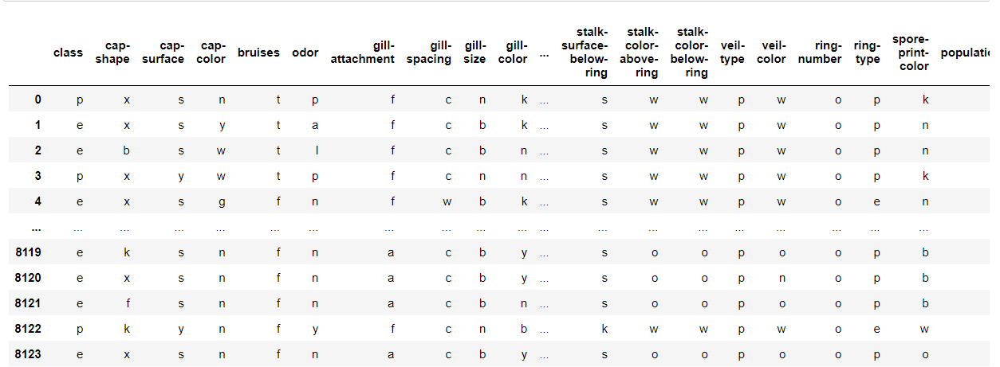 class cap-shape cap-surface cap-color bruises odor gill-attachment gill-spacing gill-size gill-color ... stalk-surface-below-ring stalk-color-above-ring stalk-color-below-ring veil-type veil-color ring-number ring-type spore-print-color populatio
0 p x s n t p f c n k ... s w w p w o p k
1 e x s y t a f c b k ... s w w p w o p n
2 e b s w t l f c b n ... s w w p w o p n
3 p x y w t p f c n n ... s w w p w o p k
4 e x s g f n f w b k ... s w w p w o e n
... ... ... ... ... ... ... ... ... ... ... ... ... ... ... ... ... ... ... ...
8119 e k s n f n a c b y ... s o o p o o p b
8120 e x s n f n a c b y ... s o o p n o p b
8121 e f s n f n a c b n ... s o o p o o p b
8122 p k y n f y f c n b ... k w w p w o e w
8123 e x s n f n a c b y ... s o o p o o p o